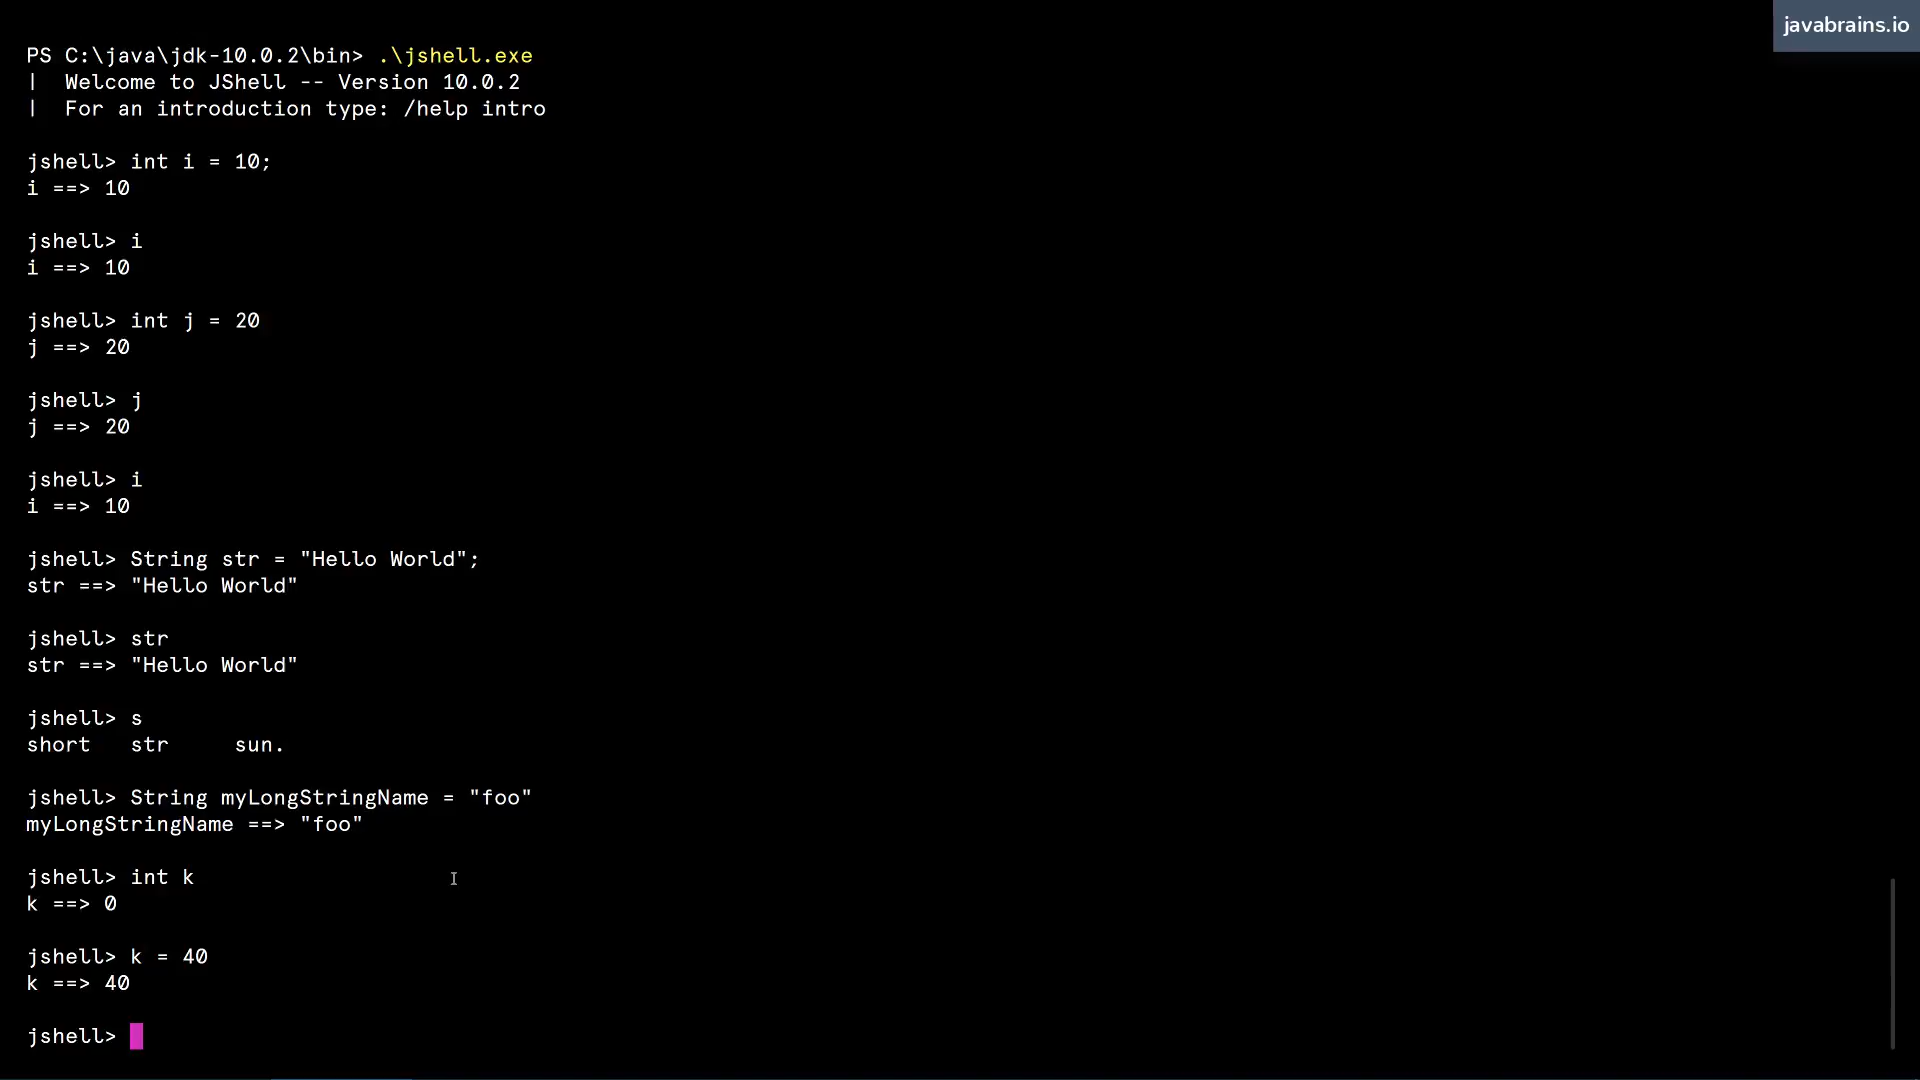 javabrains.io
PS C:\java\jdk-10.0.2\bin> .\jshell.exe
|  Welcome to JShell -- Version 10.0.2
|  For an introduction type: /help intro
jshell> int i = 10;
i ==> 10
jshell> i
i ==> 10
jshell> int j = 20
j ==> 20
jshell> j
j ==> 20
jshell> i
i ==> 10
jshell> String str = "Hello World";
str ==> "Hello World"
jshell> str
str ==> "Hello World"
jshell> s
short   str     sun.
jshell> String myLongStringName = "foo"
myLongStringName ==> "foo"
jshell> int k
k ==> 0
jshell> k = 40
k ==> 40
jshell>